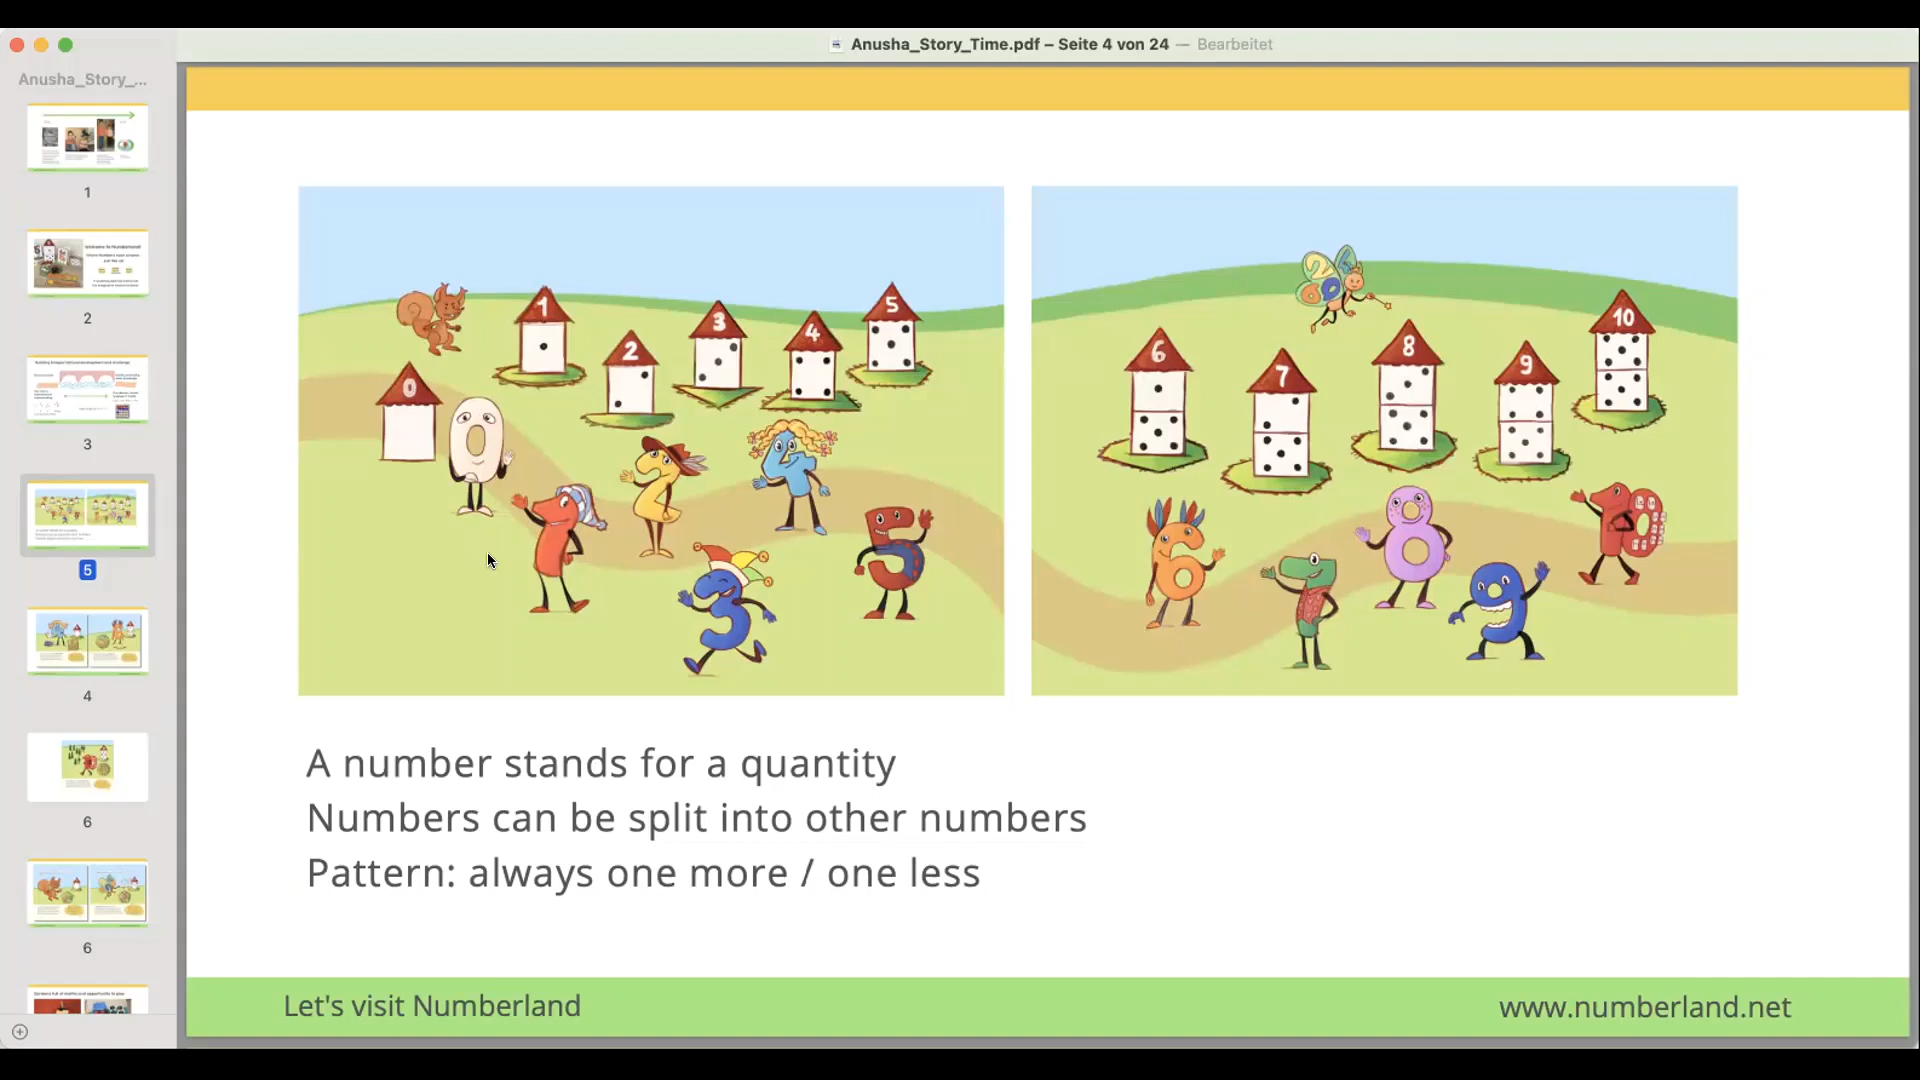 Anusha_Story_Time.pdf – Seite 4 von 24 — Bearbeitet
Anusha_Story_...
1
2
3
5
4
6
6
0
1
2
3
4
5
6
7
8
9
10
A number stands for a quantity
Numbers can be split into other numbers
Pattern: always one more / one less
Let's visit Numberland
www.numberland.net